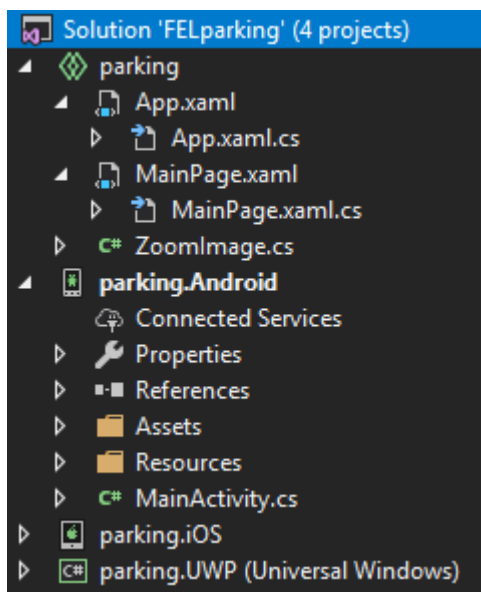 Solution 'FELparking' (4 projects)
parking
App.xaml
App.xaml.cs
MainPage.xaml
MainPage.xaml.cs
C# ZoomImage.cs
parking.Android
Connected Services
Properties
References
Assets
Resources
C# MainActivity.cs
parking.iOS
C# parking.UWP (Universal Windows)